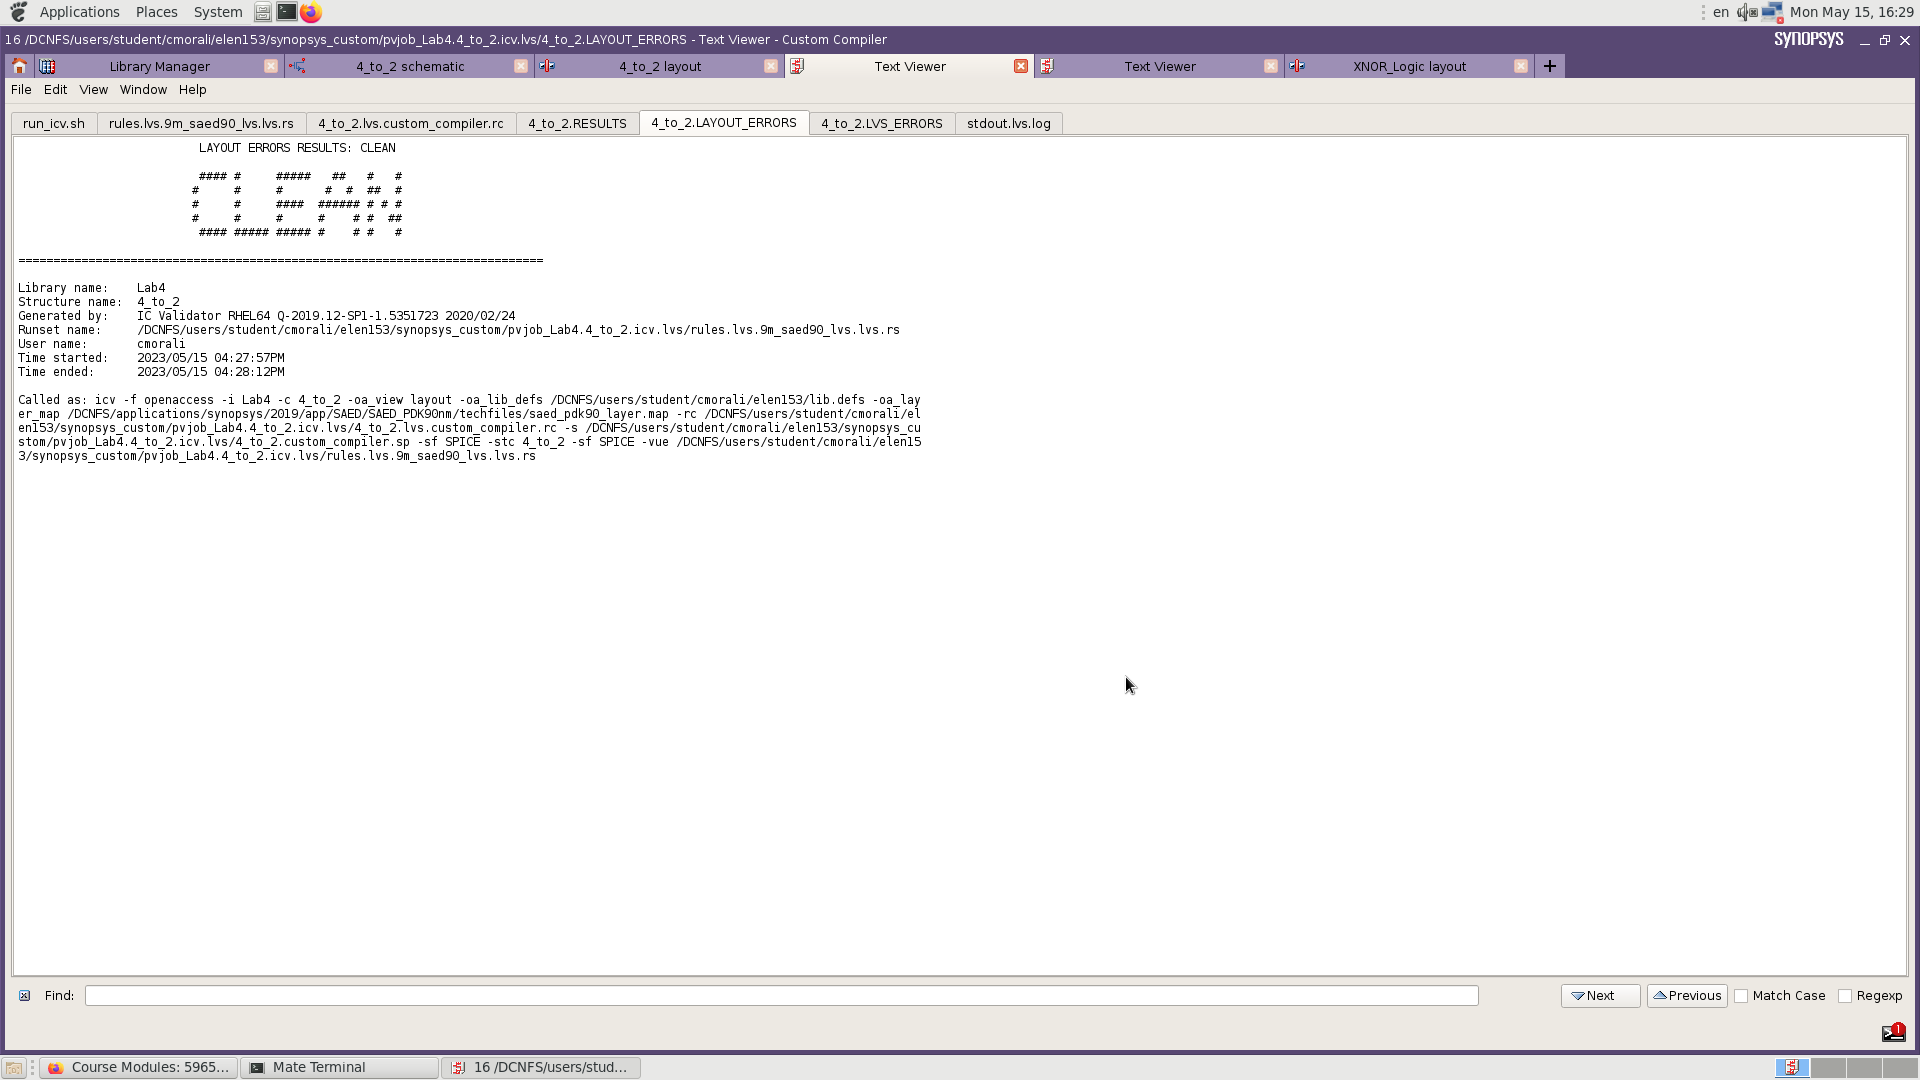 Applications Places System en Mon May 15, 16:29
16 /DCNFS/users/student/cmorali/elen153/synopsys_custom/pvjob_Lab4.4_to_2.icv.lvs/4_to_2.LAYOUT_ERRORS - Text Viewer - Custom Compiler SYNOPSYS
Library Manager 4_to_2 schematic 4_to_2 layout Text Viewer Text Viewer XNOR_Logic layout
File Edit View Window Help
run_icv.sh rules.lvs.9m_saed90_lvs.lvs.rs 4_to_2.lvs.custom_compiler.rc 4_to_2.RESULTS 4_to_2.LAYOUT_ERRORS 4_to_2.LVS_ERRORS stdout.lvs.log
LAYOUT ERRORS RESULTS: CLEAN
#### # ##### ## # #
# # # # # ## #
# # #### ###### # # #
# # # # # # ##
#### ##### ##### # # # #
===========================================================================
Library name: Lab4
Structure name: 4_to_2
Generated by: IC Validator RHEL64 Q-2019.12-SP1-1.5351723 2020/02/24
Runset name: /DCNFS/users/student/cmorali/elen153/synopsys_custom/pvjob_Lab4.4_to_2.icv.lvs/rules.lvs.9m_saed90_lvs.lvs.rs
User name: cmorali
Time started: 2023/05/15 04:27:57PM
Time ended: 2023/05/15 04:28:12PM
Called as: icv -f openaccess -i Lab4 -c 4_to_2 -oa_view layout -oa_lib_defs /DCNFS/users/student/cmorali/elen153/lib.defs -oa_lay
er_map /DCNFS/applications/synopsys/2019/app/SAED/SAED_PDK90nm/techfiles/saed_pdk90_layer.map -rc /DCNFS/users/student/cmorali/el
en153/synopsys_custom/pvjob_Lab4.4_to_2.icv.lvs/4_to_2.lvs.custom_compiler.rc -s /DCNFS/users/student/cmorali/elen153/synopsys_cu
stom/pvjob_Lab4.4_to_2.icv.lvs/4_to_2.custom_compiler.sp -sf SPICE -stc 4_to_2 -sf SPICE -vue /DCNFS/users/student/cmorali/elen15
3/synopsys_custom/pvjob_Lab4.4_to_2.icv.lvs/rules.lvs.9m_saed90_lvs.lvs.rs
Find: Next Previous Match Case Regexp
1
Course Modules: 5965... Mate Terminal 16 /DCNFS/users/stud...